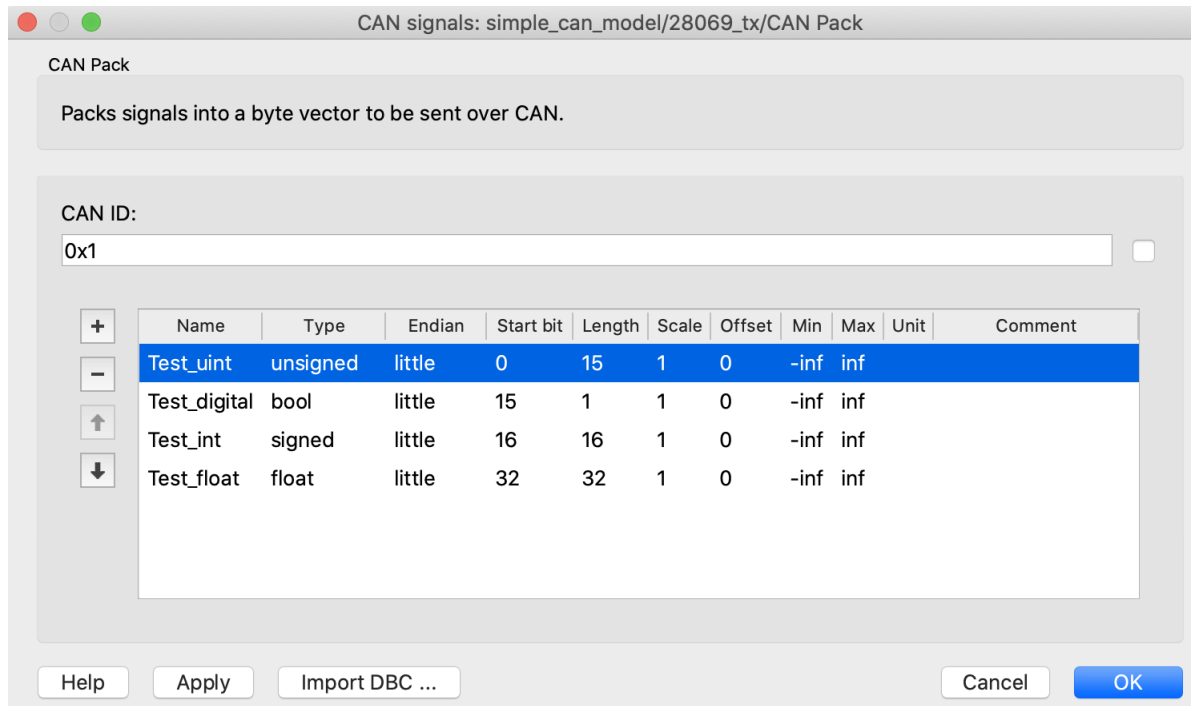 CAN signals: simple_can_model/28069_tx/CAN Pack
CAN Pack
Packs signals into a byte vector to be sent over CAN.
CAN ID:
0x1
+ Name Type Endian Start bit Length Scale Offset Min Max Unit Comment
− Test_uint unsigned little 0 15 1 0 -inf inf
Test_digital bool little 15 1 1 0 -inf inf
Test_int signed little 16 16 1 0 -inf inf
Test_float float little 32 32 1 0 -inf inf
Help Apply Import DBC ... Cancel OK